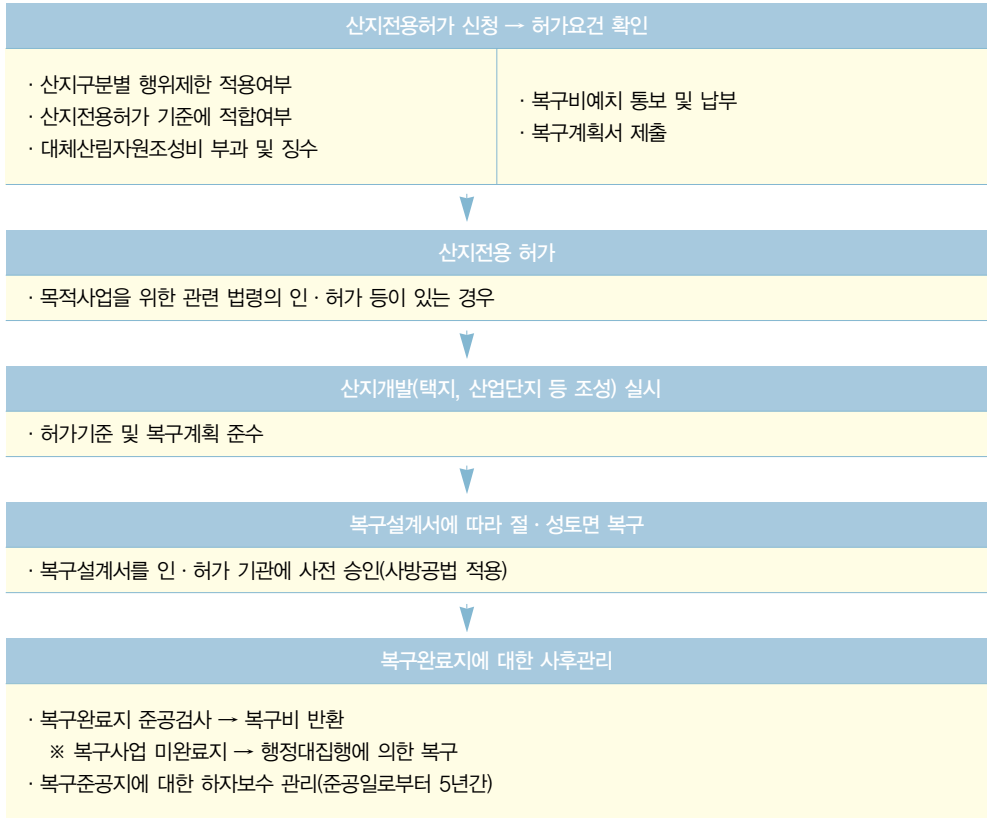 산지전용허가 신청 → 허가요건 확인
· 산지구분별 행위제한 적용여부
· 산지전용허가 기준에 적합여부
· 대체산림자원조성비 부과 및 징수
· 복구비예치 통보 및 납부
· 복구계획서 제출
산지전용 허가
· 목적사업을 위한 관련 법령의 인 · 허가 등이 있는 경우
산지개발(택지, 산업단지 등 조성) 실시
· 허가기준 및 복구계획 준수
복구설계서에 따라 절 · 성토면 복구
· 복구설계서를 인 · 허가 기관에 사전 승인(사방공법 적용)
복구완료지에 대한 사후관리
· 복구완료지 준공검사 → 복구비 반환
※ 복구사업 미완료지 → 행정대집행에 의한 복구
· 복구준공지에 대한 하자보수 관리(준공일로부터 5년간)